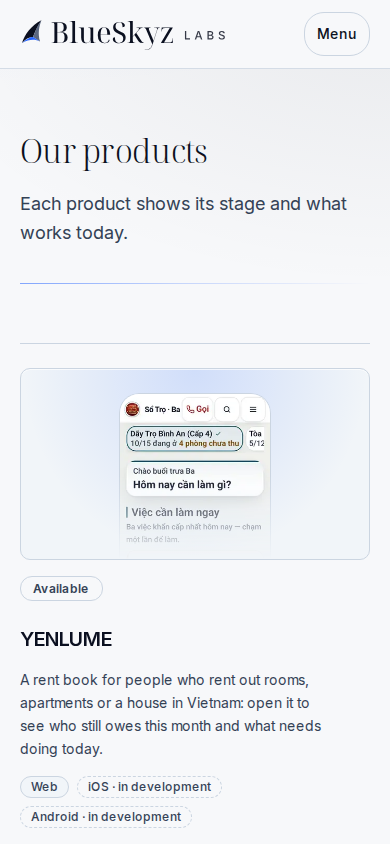 BlueSkyz LABS
Menu
Our products
Each product shows its stage and what
works today.
Sổ Trọ · Ba
Gọi
Dãy Trọ Bình An (Cấp 4) ✓
10/15 đang ở 4 phòng chưa thu
Tòa
5/12
Chào buổi trưa Ba
Hôm nay cần làm gì?
Việc cần làm ngay
Ba việc khẩn cấp nhất hôm nay — chạm
một lần để làm.
Available
YENLUME
A rent book for people who rent out rooms,
apartments or a house in Vietnam: open it to
see who still owes this month and what needs
doing today.
Web
iOS · in development
Android · in development